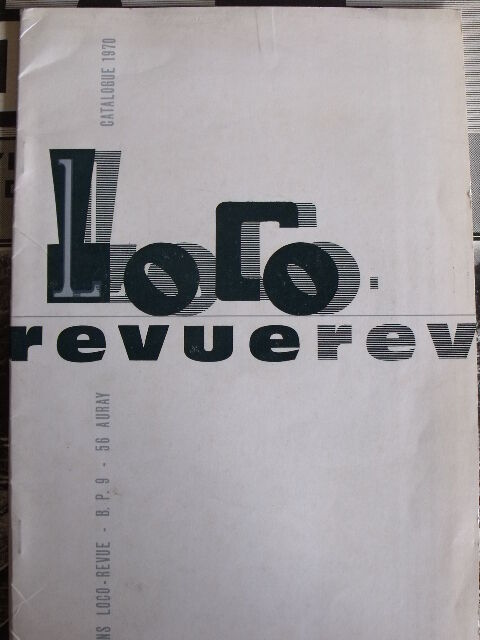 CATALOGUE 1970
Loco.
revuerev
NS LOCO-REVUE - B.P. 9 - 56 AURAY